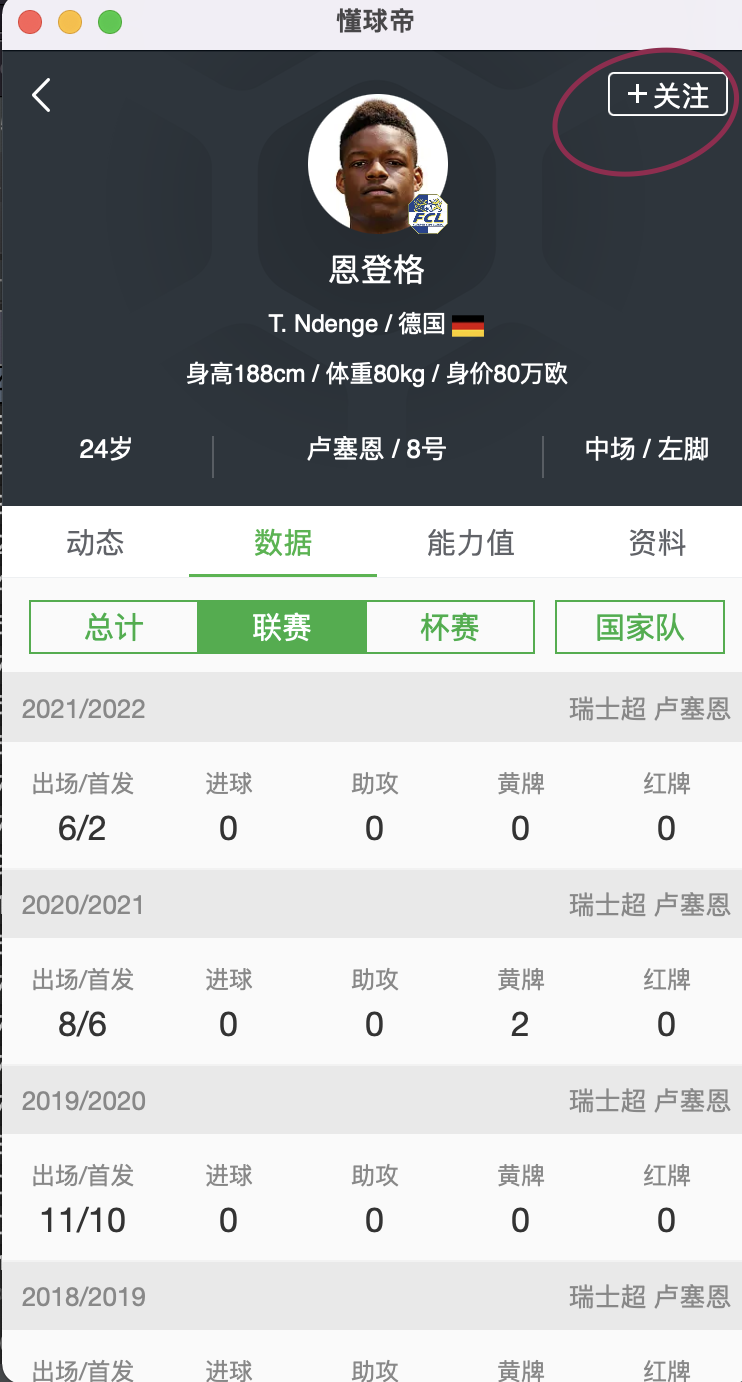 懂球帝
+关注
FCL
恩登格
T. Ndenge / 德国
身高188cm / 体重80kg / 身价80万欧
24岁 卢塞恩 / 8号 中场 / 左脚
动态 数据 能力值 资料
总计 联赛 杯赛 国家队
2021/2022 瑞士超 卢塞恩
出场/首发 进球 助攻 黄牌 红牌
6/2 0 0 0 0
2020/2021 瑞士超 卢塞恩
出场/首发 进球 助攻 黄牌 红牌
8/6 0 0 2 0
2019/2020 瑞士超 卢塞恩
出场/首发 进球 助攻 黄牌 红牌
11/10 0 0 0 0
2018/2019 瑞士超 卢塞恩
出场/首发 进球 助攻 黄牌 红牌